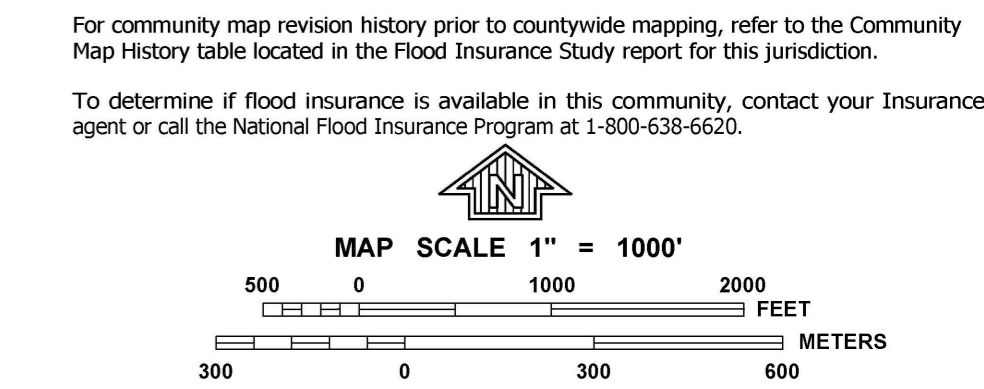 For community map revision history prior to countywide mapping, refer to the Community
Map History table located in the Flood Insurance Study report for this jurisdiction.
To determine if flood insurance is available in this community, contact your Insurance
agent or call the National Flood Insurance Program at 1-800-638-6620.
N
MAP SCALE 1" = 1000'
500 0 1000 2000
FEET
METERS
300 0 300 600